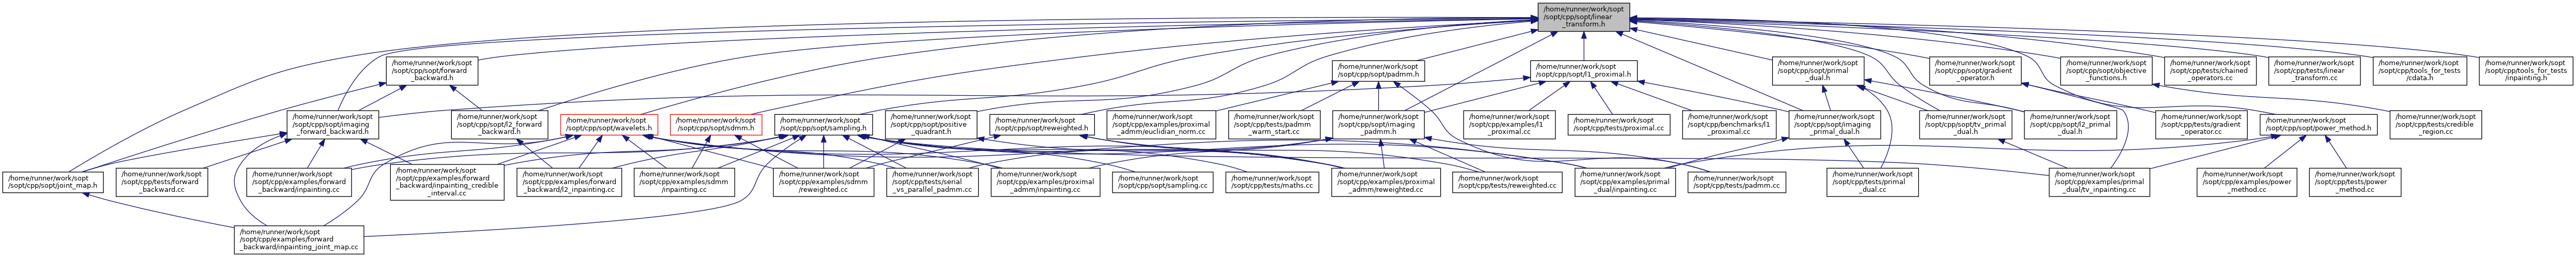 /home/runner/work/sopt
/sopt/cpp/sopt/linear
_transform.h
/home/runner/work/sopt
/sopt/cpp/sopt/forward
_backward.h
/home/runner/work/sopt
/sopt/cpp/sopt/padmm.h
/home/runner/work/sopt
/sopt/cpp/sopt/l1_proximal.h
/home/runner/work/sopt
/sopt/cpp/sopt/primal
_dual.h
/home/runner/work/sopt
/sopt/cpp/sopt/gradient
_operator.h
/home/runner/work/sopt
/sopt/cpp/sopt/objective
_functions.h
/home/runner/work/sopt
/sopt/cpp/tests/chained
_operators.cc
/home/runner/work/sopt
/sopt/cpp/tests/linear
_transform.cc
/home/runner/work/sopt
/sopt/cpp/tools_for_tests
/cdata.h
/home/runner/work/sopt
/sopt/cpp/tools_for_tests
/inpainting.h
/home/runner/work/sopt
/sopt/cpp/sopt/imaging
_forward_backward.h
/home/runner/work/sopt
/sopt/cpp/sopt/l2_forward
_backward.h
/home/runner/work/sopt
/sopt/cpp/sopt/wavelets.h
/home/runner/work/sopt
/sopt/cpp/sopt/sdmm.h
/home/runner/work/sopt
/sopt/cpp/sopt/sampling.h
/home/runner/work/sopt
/sopt/cpp/sopt/positive
_quadrant.h
/home/runner/work/sopt
/sopt/cpp/sopt/reweighted.h
/home/runner/work/sopt
/sopt/cpp/examples/proximal
_admm/euclidian_norm.cc
/home/runner/work/sopt
/sopt/cpp/tests/padmm
_warm_start.cc
/home/runner/work/sopt
/sopt/cpp/sopt/imaging
_padmm.h
/home/runner/work/sopt
/sopt/cpp/examples/l1
_proximal.cc
/home/runner/work/sopt
/sopt/cpp/tests/proximal.cc
/home/runner/work/sopt
/sopt/cpp/benchmarks/l1
_proximal.cc
/home/runner/work/sopt
/sopt/cpp/sopt/imaging
_primal_dual.h
/home/runner/work/sopt
/sopt/cpp/sopt/tv_primal
_dual.h
/home/runner/work/sopt
/sopt/cpp/sopt/l2_primal
_dual.h
/home/runner/work/sopt
/sopt/cpp/tests/gradient
_operator.cc
/home/runner/work/sopt
/sopt/cpp/sopt/power_method.h
/home/runner/work/sopt
/sopt/cpp/tests/credible
_region.cc
/home/runner/work/sopt
/sopt/cpp/sopt/joint_map.h
/home/runner/work/sopt
/sopt/cpp/tests/forward
_backward.cc
/home/runner/work/sopt
/sopt/cpp/examples/forward
_backward/inpainting.cc
/home/runner/work/sopt
/sopt/cpp/examples/forward
_backward/inpainting_credible
_interval.cc
/home/runner/work/sopt
/sopt/cpp/examples/forward
_backward/l2_inpainting.cc
/home/runner/work/sopt
/sopt/cpp/examples/sdmm
/inpainting.cc
/home/runner/work/sopt
/sopt/cpp/examples/sdmm
/reweighted.cc
/home/runner/work/sopt
/sopt/cpp/tests/serial
_vs_parallel_padmm.cc
/home/runner/work/sopt
/sopt/cpp/examples/proximal
_admm/inpainting.cc
/home/runner/work/sopt
/sopt/cpp/sopt/sampling.cc
/home/runner/work/sopt
/sopt/cpp/tests/maths.cc
/home/runner/work/sopt
/sopt/cpp/examples/proximal
_admm/reweighted.cc
/home/runner/work/sopt
/sopt/cpp/tests/reweighted.cc
/home/runner/work/sopt
/sopt/cpp/examples/primal
_dual/inpainting.cc
/home/runner/work/sopt
/sopt/cpp/tests/padmm.cc
/home/runner/work/sopt
/sopt/cpp/tests/primal
_dual.cc
/home/runner/work/sopt
/sopt/cpp/examples/primal
_dual/tv_inpainting.cc
/home/runner/work/sopt
/sopt/cpp/examples/power
_method.cc
/home/runner/work/sopt
/sopt/cpp/tests/power
_method.cc
/home/runner/work/sopt
/sopt/cpp/examples/forward
_backward/inpainting_joint_map.cc